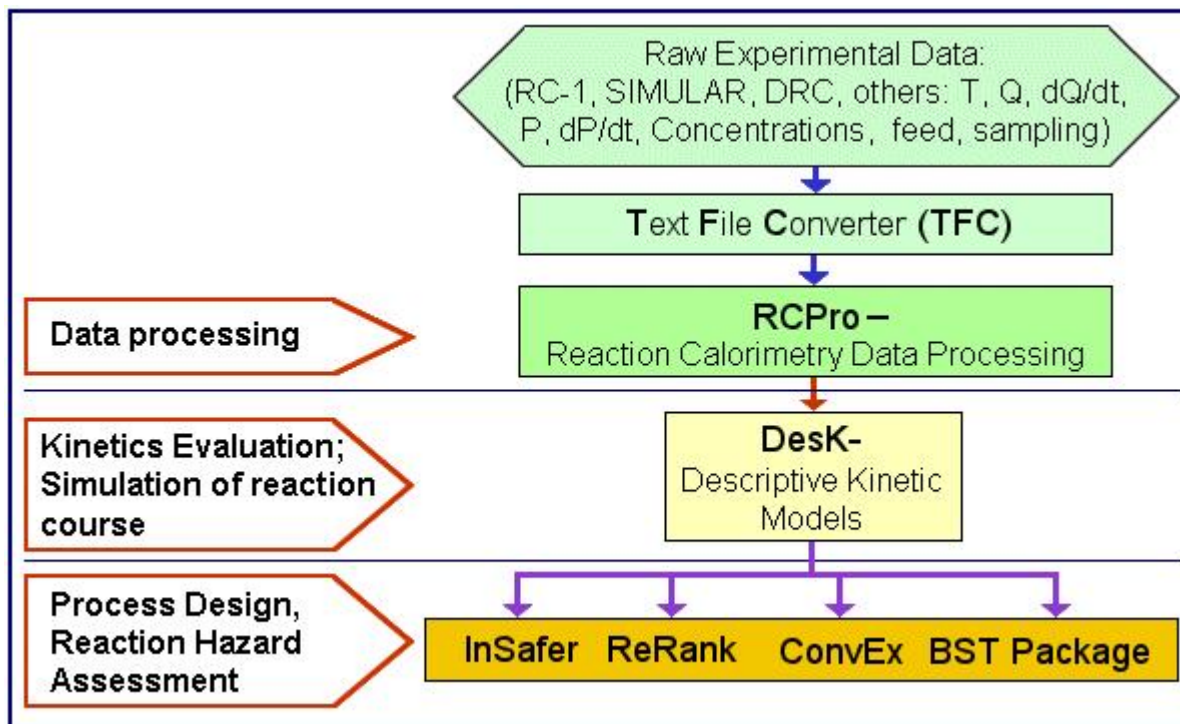 Raw Experimental Data:
(RC-1, SIMULAR, DRC, others: T, Q, dQ/dt,
P, dP/dt, Concentrations, feed, sampling)
Text File Converter (TFC)
Data processing
RCPro –
Reaction Calorimetry Data Processing
Kinetics Evaluation;
Simulation of reaction
course
DesK-
Descriptive Kinetic
Models
Process Design,
Reaction Hazard
Assessment
InSafer ReRank ConvEx BST Package